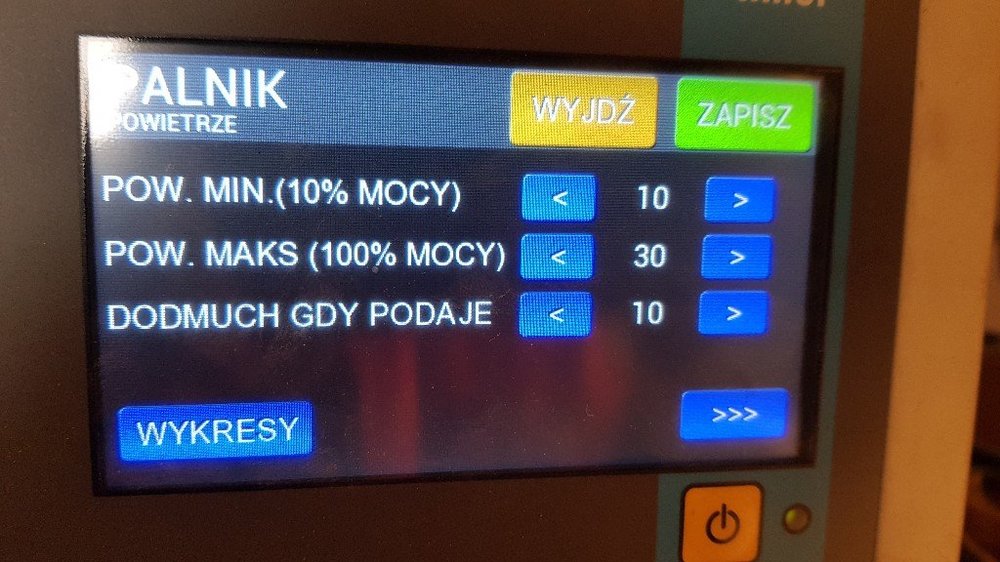 PALNIK
POWIETRZE
WYJDŹ
ZAPISZ
POW. MIN.(10% MOCY)
<
10
>
POW. MAKS (100% MOCY)
<
30
>
DODMUCH GDY PODAJE
<
10
>
WYKRESY
>>>